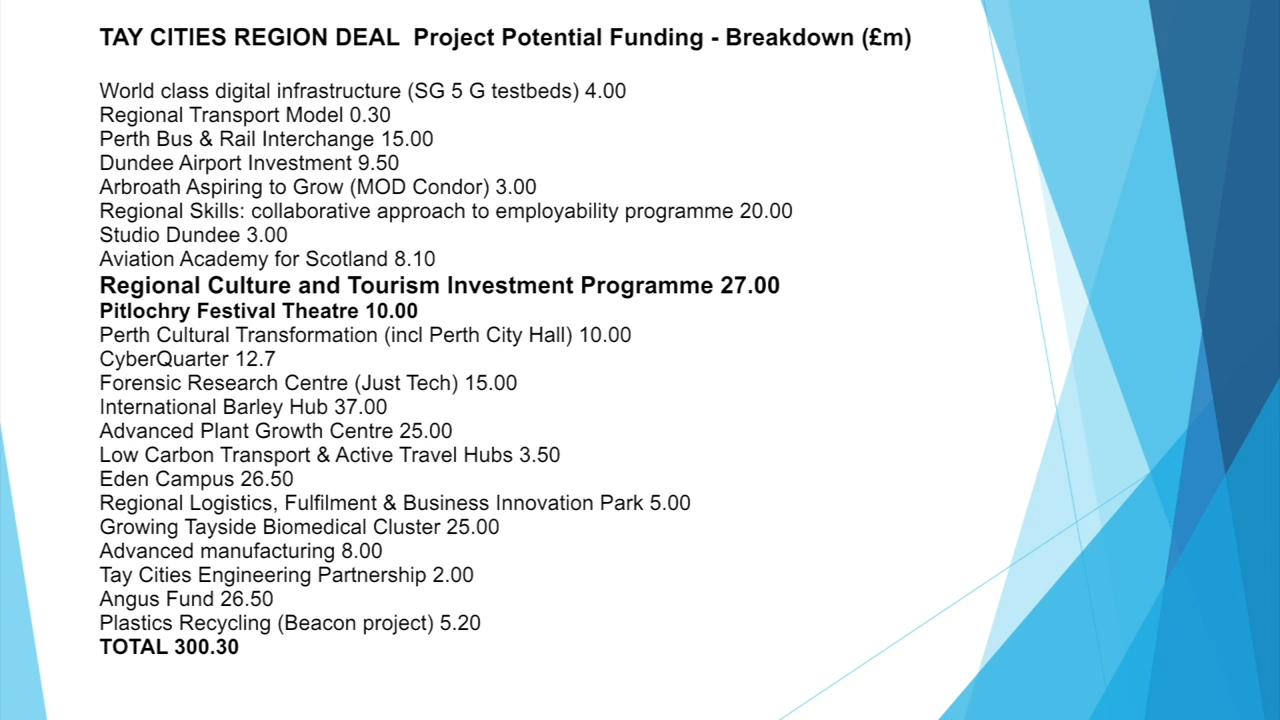 TAY CITIES REGION DEAL  Project Potential Funding - Breakdown (£m)
World class digital infrastructure (SG 5 G testbeds) 4.00
Regional Transport Model 0.30
Perth Bus & Rail Interchange 15.00
Dundee Airport Investment 9.50
Arbroath Aspiring to Grow (MOD Condor) 3.00
Regional Skills: collaborative approach to employability programme 20.00
Studio Dundee 3.00
Aviation Academy for Scotland 8.10
Regional Culture and Tourism Investment Programme 27.00
Pitlochry Festival Theatre 10.00
Perth Cultural Transformation (incl Perth City Hall) 10.00
CyberQuarter 12.7
Forensic Research Centre (Just Tech) 15.00
International Barley Hub 37.00
Advanced Plant Growth Centre 25.00
Low Carbon Transport & Active Travel Hubs 3.50
Eden Campus 26.50
Regional Logistics, Fulfilment & Business Innovation Park 5.00
Growing Tayside Biomedical Cluster 25.00
Advanced manufacturing 8.00
Tay Cities Engineering Partnership 2.00
Angus Fund 26.50
Plastics Recycling (Beacon project) 5.20
TOTAL 300.30